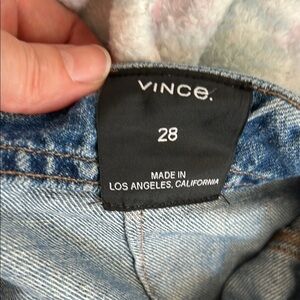 VINCe.
28
MADE IN
LOS ANGELES, CALIFORNIA